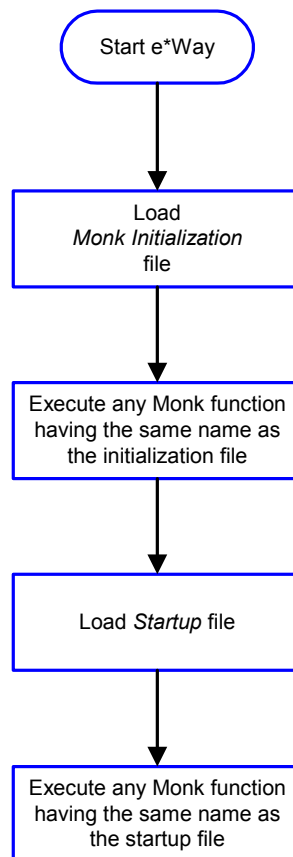 Start e*Way
Load
Monk Initialization
file
Execute any Monk function
having the same name as
the initialization file
Load Startup file
Execute any Monk function
having the same name as
the startup file